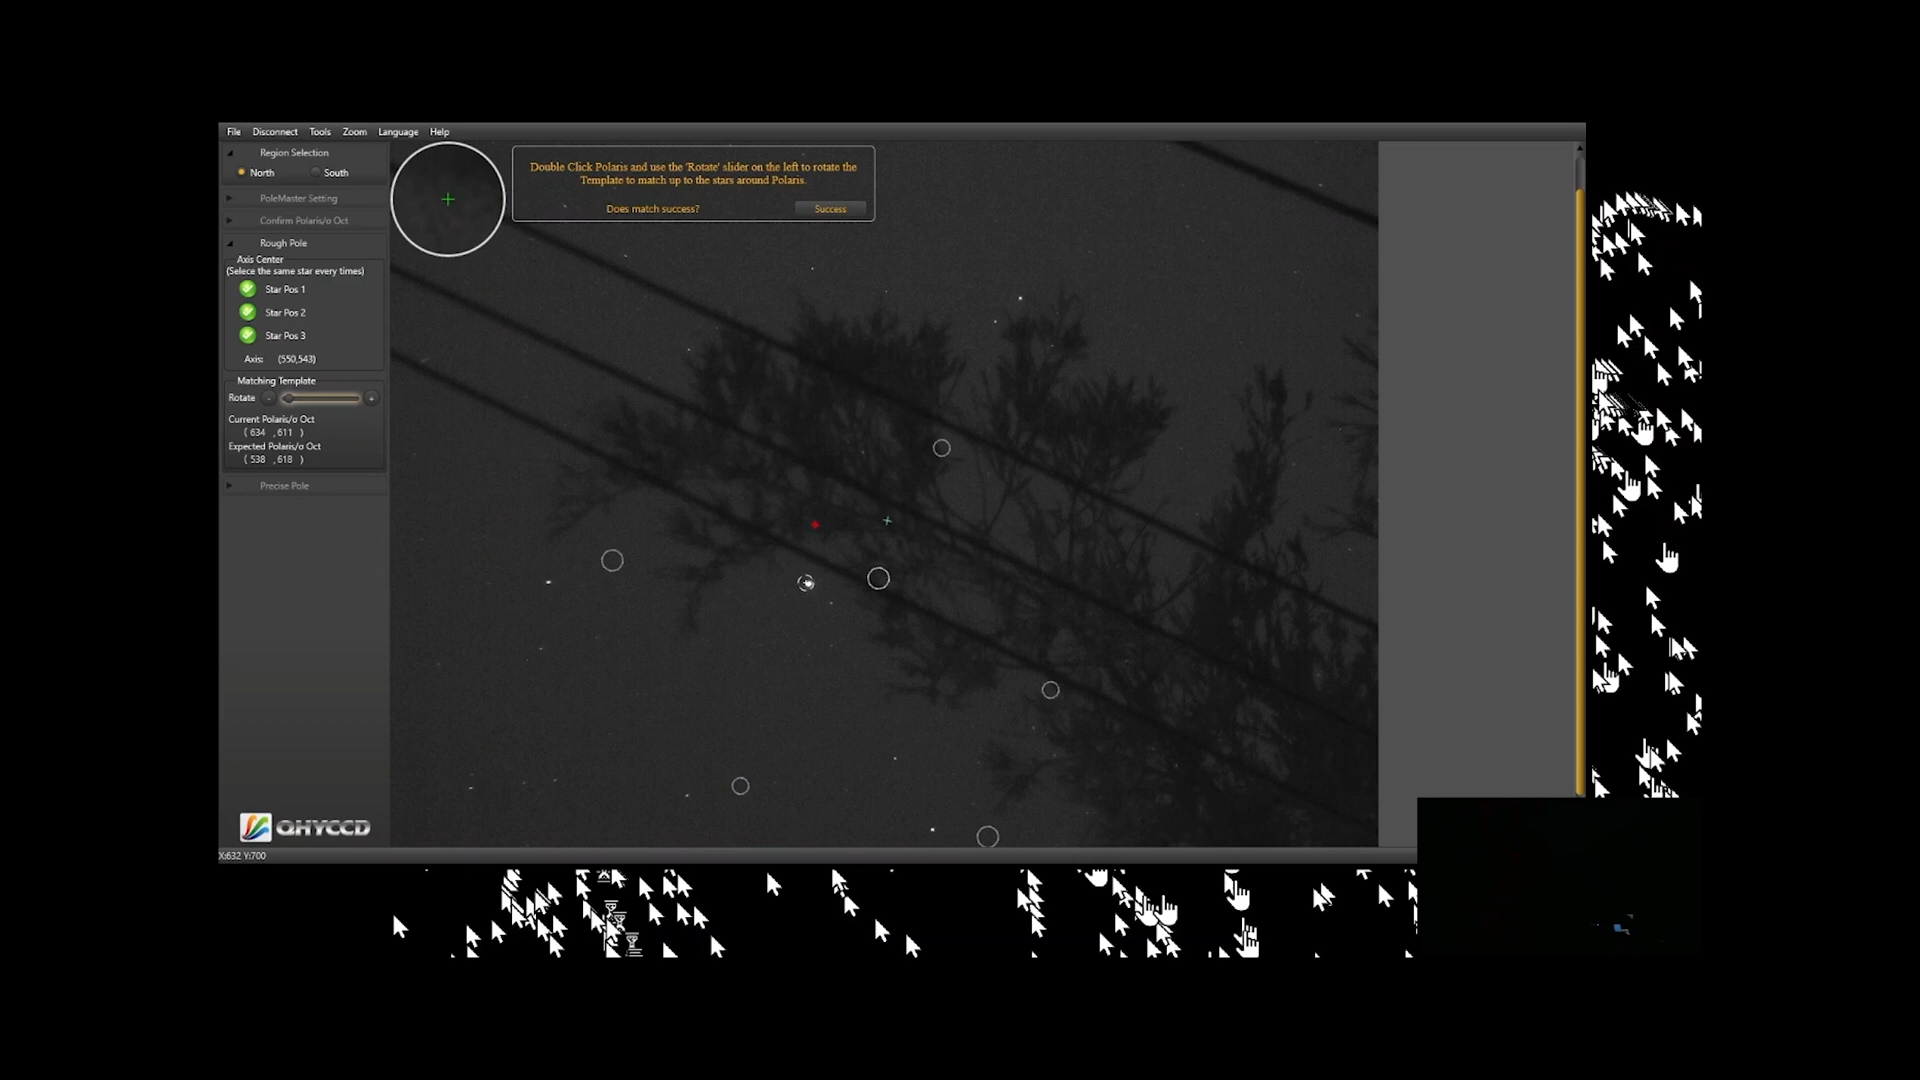 File Disconnect Tools Zoom Language Help
Region Selection
North South
PoleMaster Setting
Confirm Polaris/σ Oct
Rough Pole
Axis Center
(Selece the same star every times)
Star Pos 1
Star Pos 2
Star Pos 3
Axis: (550,543)
Matching Template
Rotate - +
Current Polaris/σ Oct
( 634 ,611 )
Expected Polaris/σ Oct
( 538 ,618 )
Precise Pole
QHYCCD
X:632 Y:700
Double Click Polaris and use the 'Rotate' slider on the left to rotate the
Template to match up to the stars around Polaris.
Does match success? Success